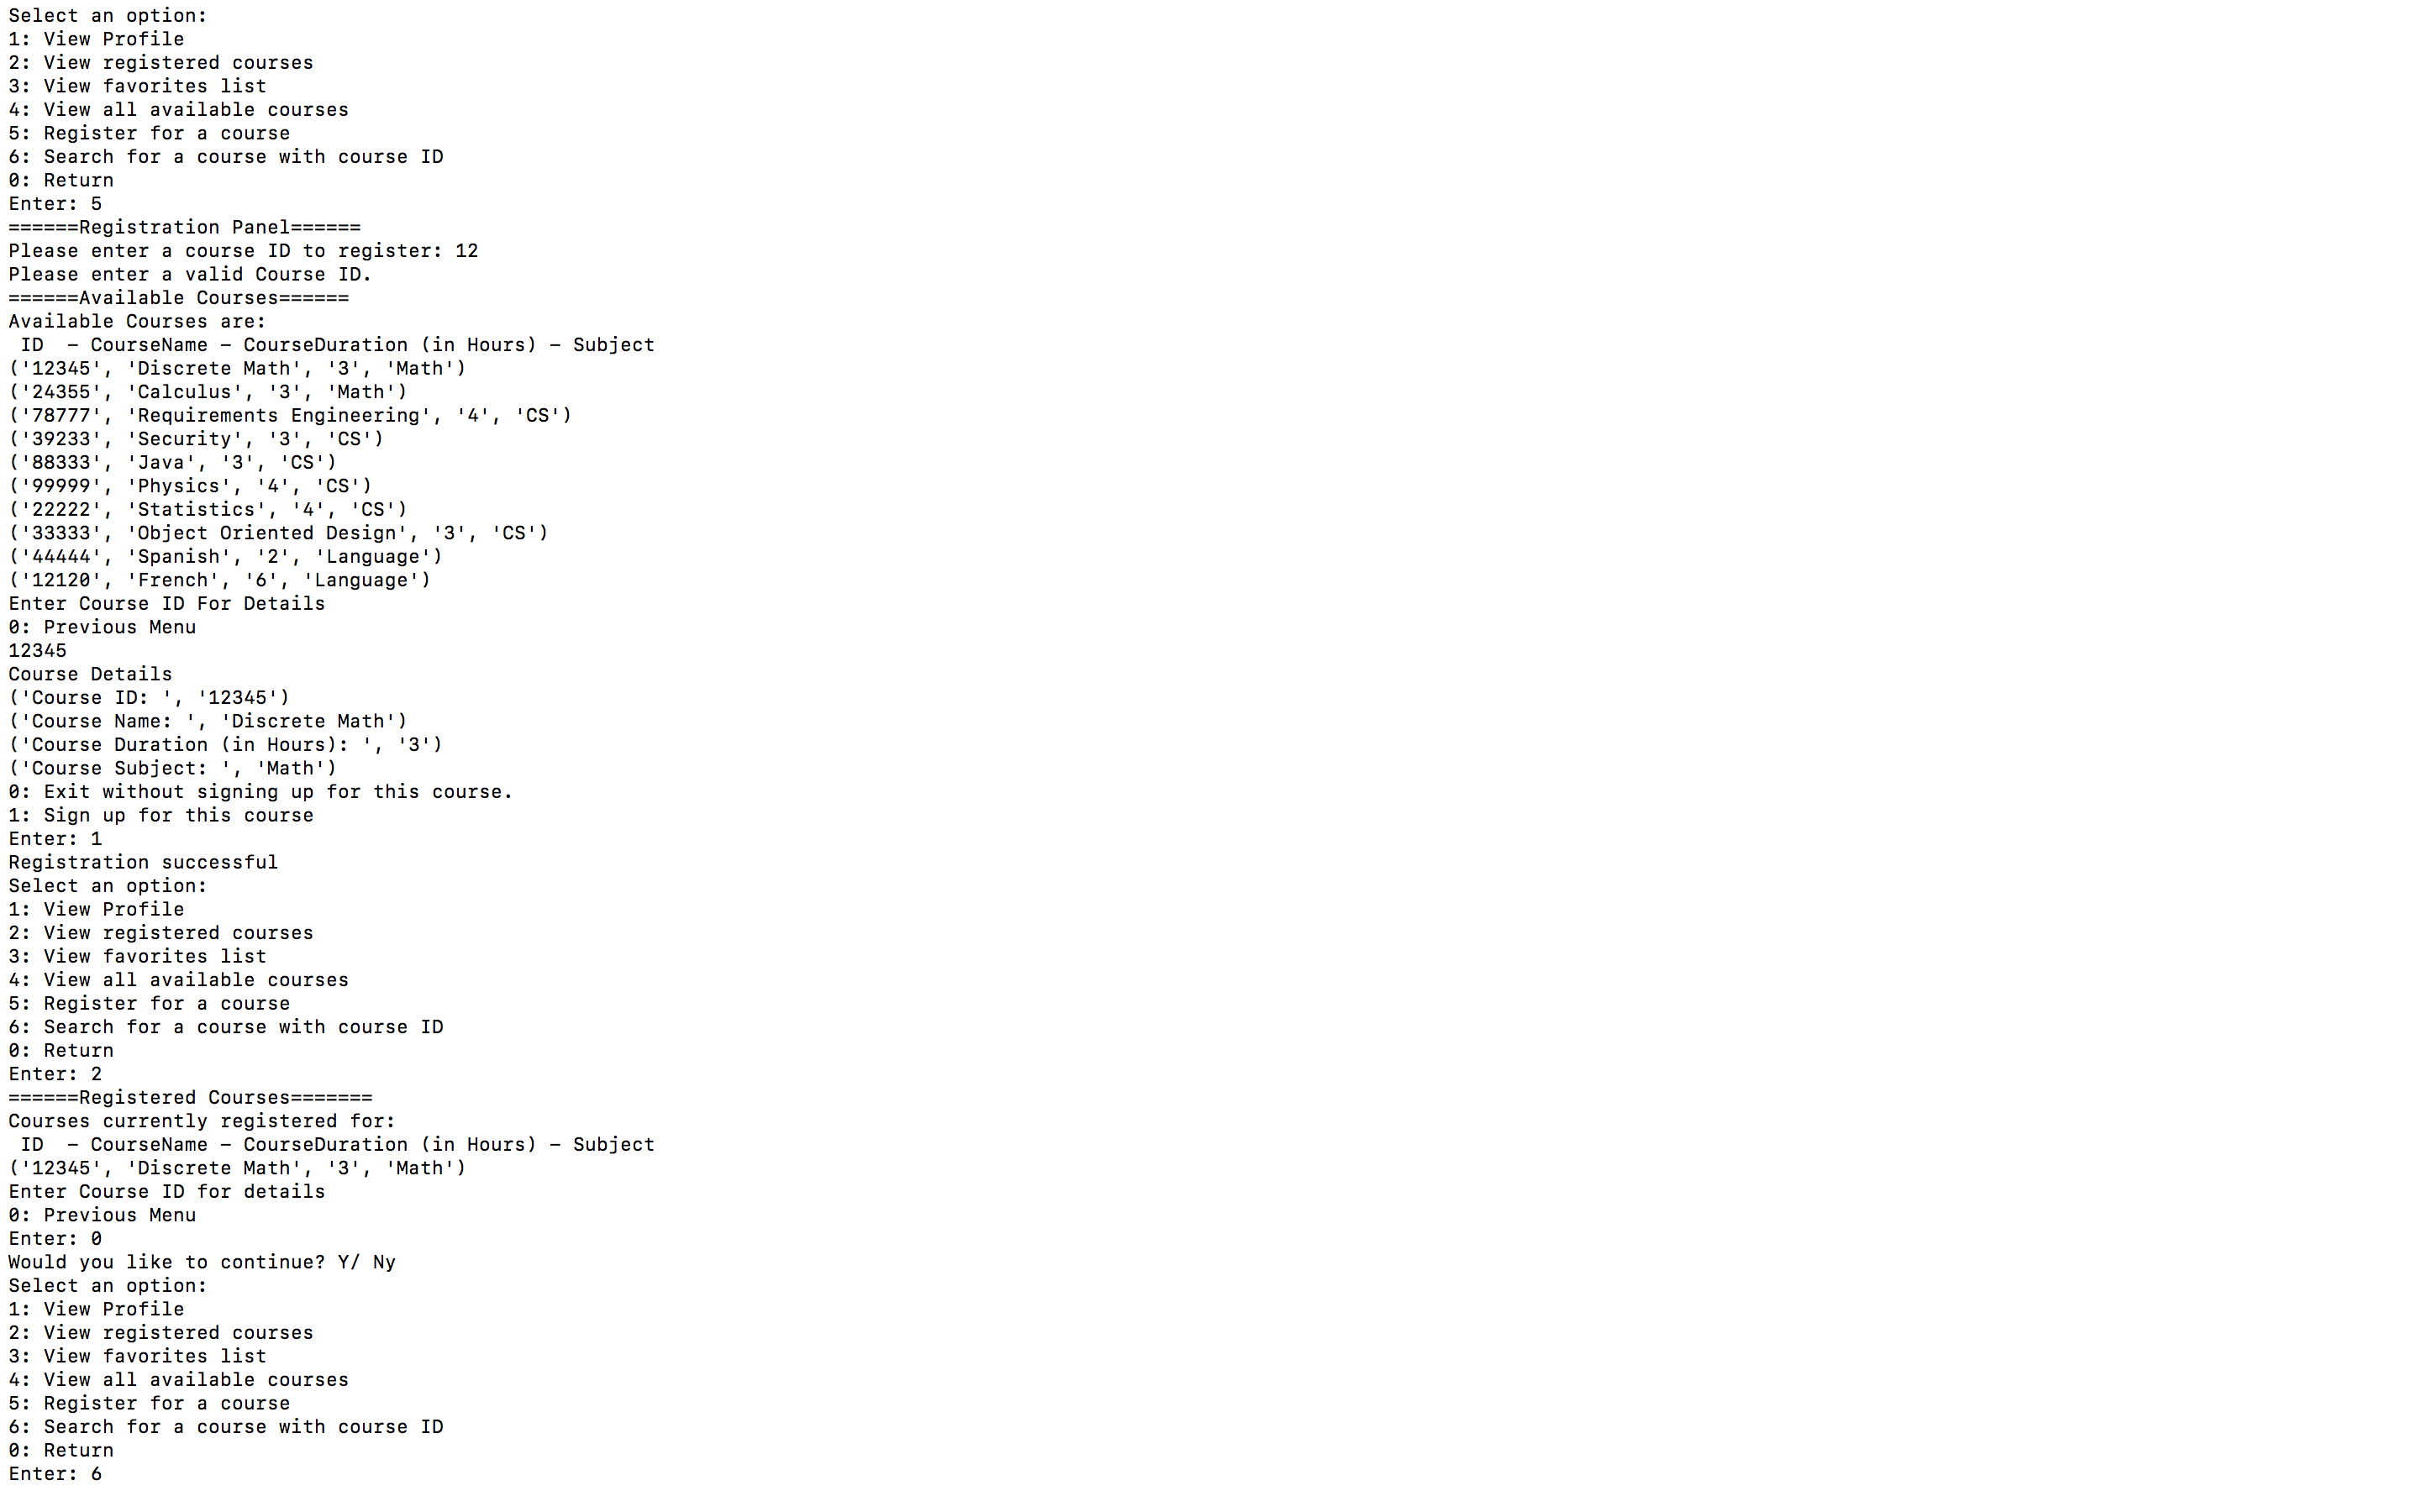 Select an option:
1: View Profile
2: View registered courses
3: View favorites list
4: View all available courses
5: Register for a course
6: Search for a course with course ID
0: Return
Enter: 5
======Registration Panel======
Please enter a course ID to register: 12
Please enter a valid Course ID.
======Available Courses======
Available Courses are:
 ID  – CourseName – CourseDuration (in Hours) – Subject
('12345', 'Discrete Math', '3', 'Math')
('24355', 'Calculus', '3', 'Math')
('78777', 'Requirements Engineering', '4', 'CS')
('39233', 'Security', '3', 'CS')
('88333', 'Java', '3', 'CS')
('99999', 'Physics', '4', 'CS')
('22222', 'Statistics', '4', 'CS')
('33333', 'Object Oriented Design', '3', 'CS')
('44444', 'Spanish', '2', 'Language')
('12120', 'French', '6', 'Language')
Enter Course ID For Details
0: Previous Menu
12345
Course Details
('Course ID: ', '12345')
('Course Name: ', 'Discrete Math')
('Course Duration (in Hours): ', '3')
('Course Subject: ', 'Math')
0: Exit without signing up for this course.
1: Sign up for this course
Enter: 1
Registration successful
Select an option:
1: View Profile
2: View registered courses
3: View favorites list
4: View all available courses
5: Register for a course
6: Search for a course with course ID
0: Return
Enter: 2
======Registered Courses=======
Courses currently registered for:
 ID  – CourseName – CourseDuration (in Hours) – Subject
('12345', 'Discrete Math', '3', 'Math')
Enter Course ID for details
0: Previous Menu
Enter: 0
Would you like to continue? Y/ Ny
Select an option:
1: View Profile
2: View registered courses
3: View favorites list
4: View all available courses
5: Register for a course
6: Search for a course with course ID
0: Return
Enter: 6